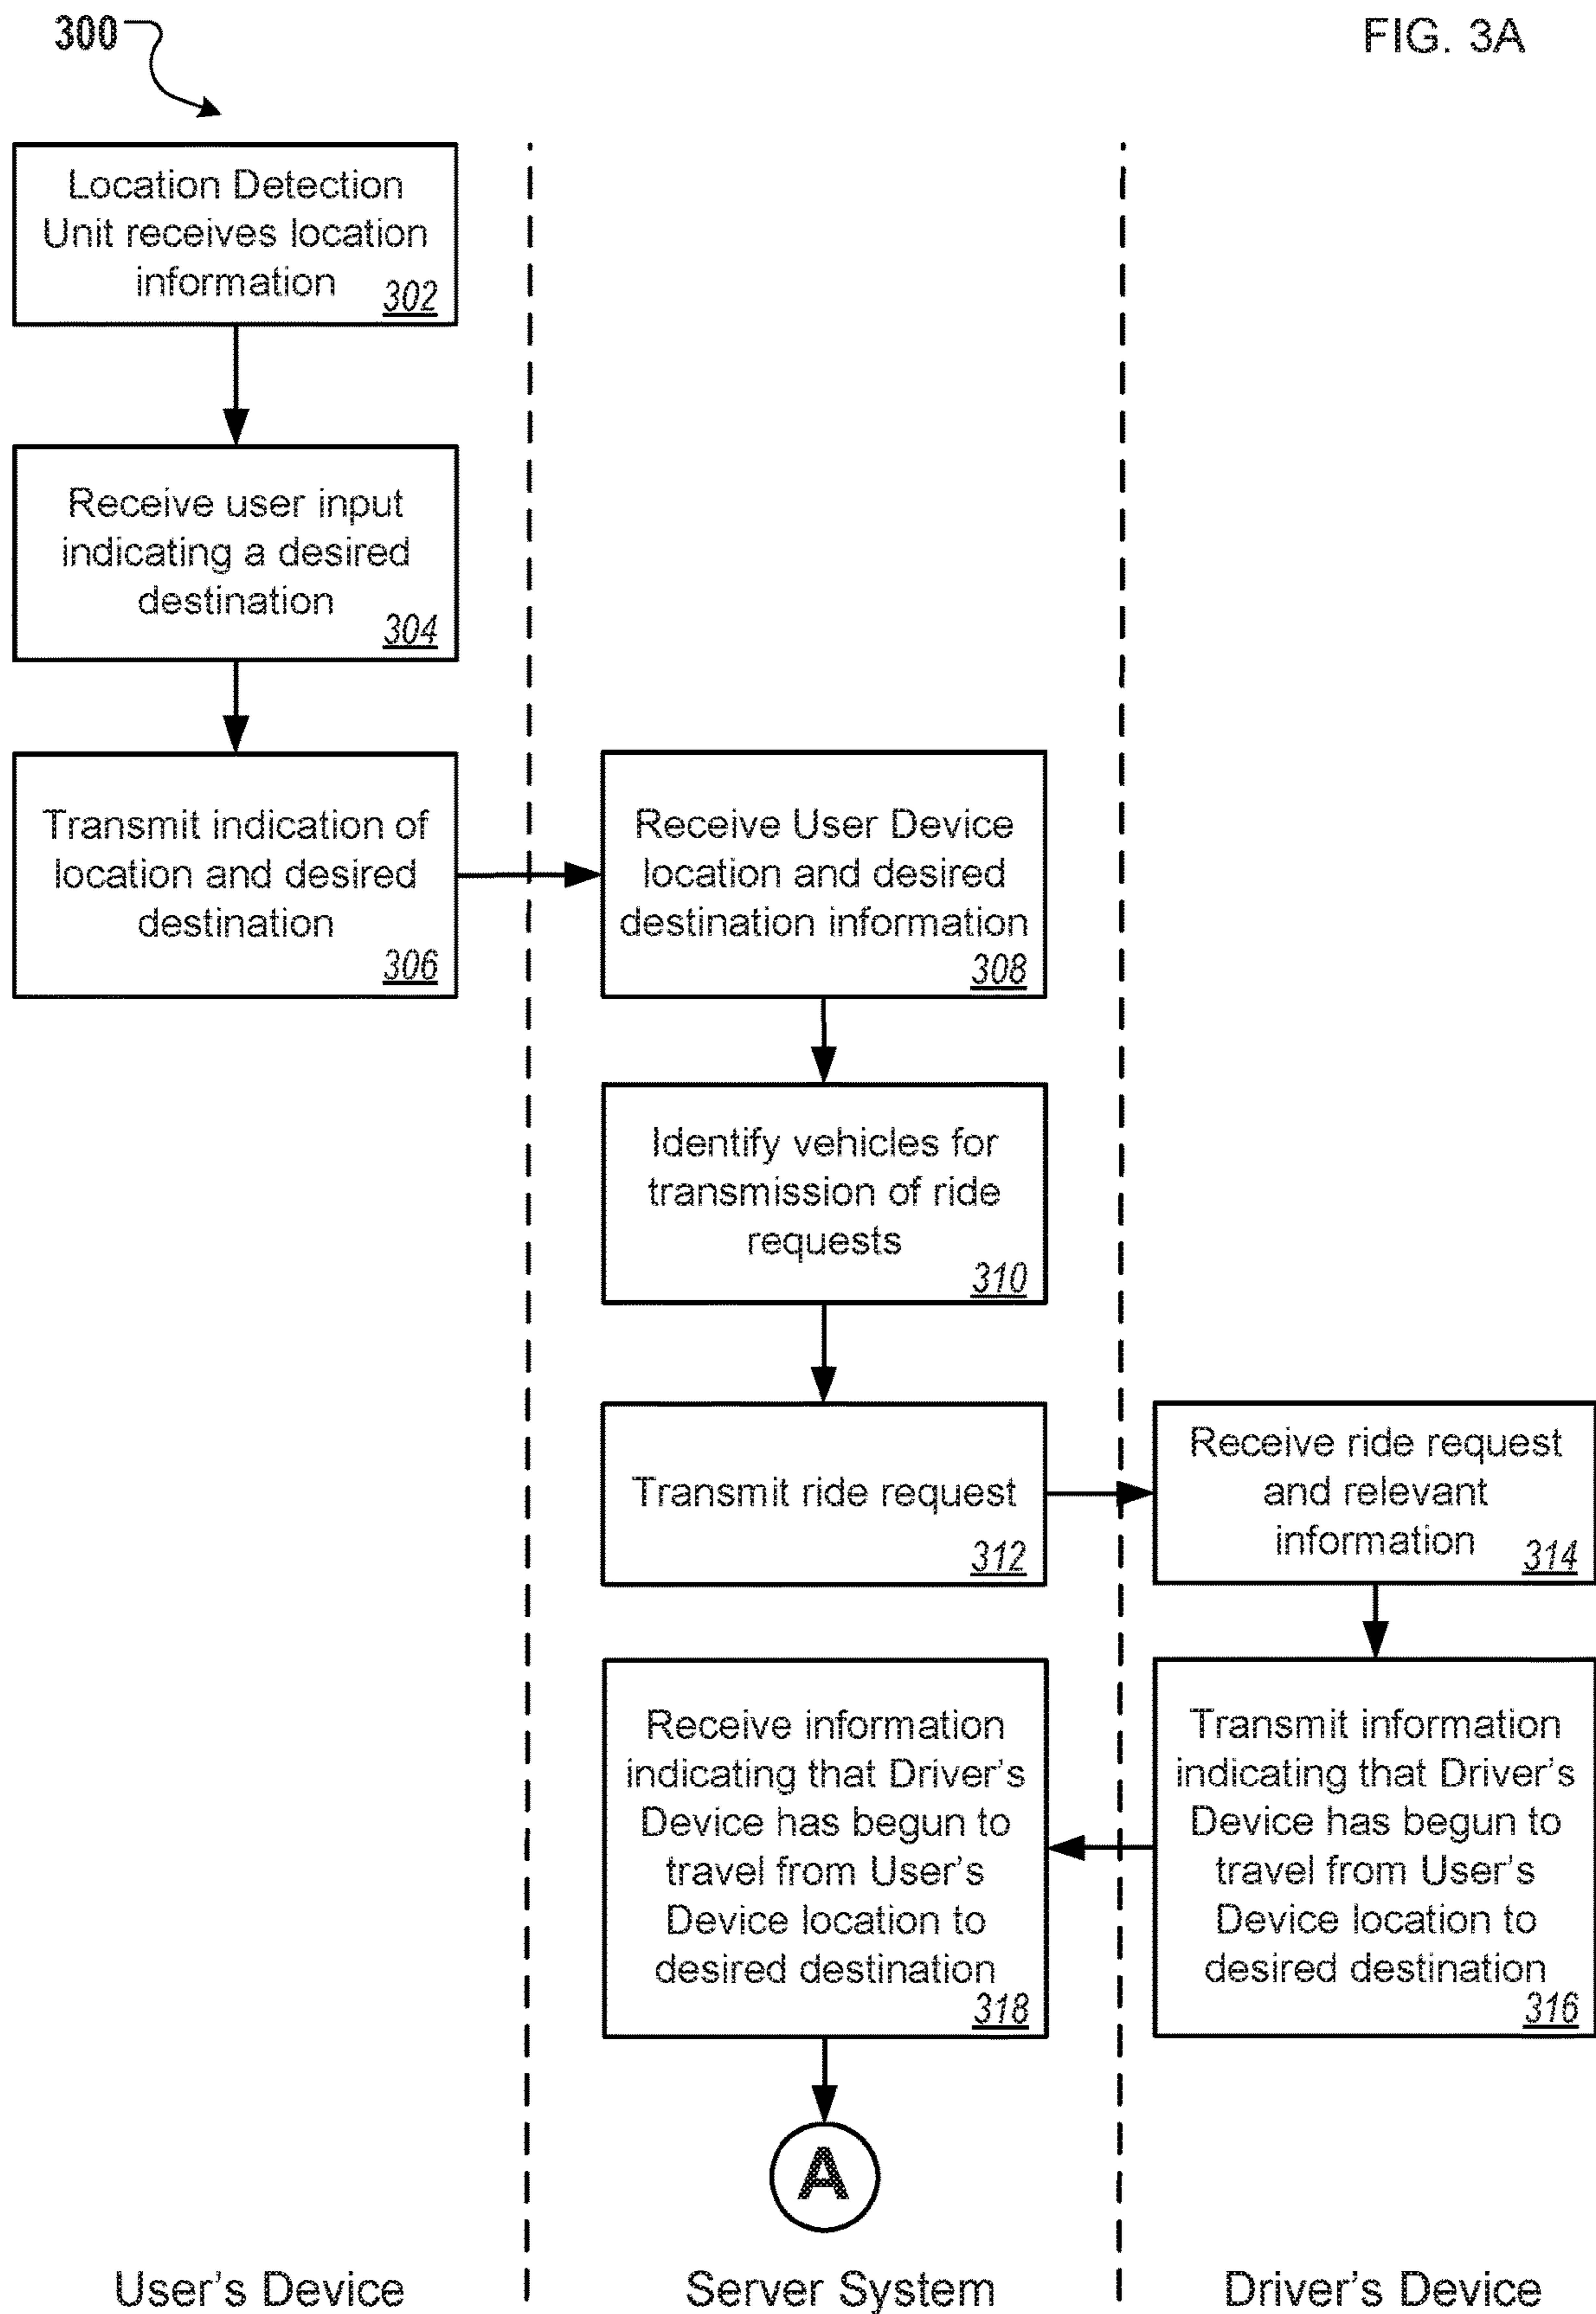 300
FIG. 3A
Location Detection
Unit receives location
information
302
Receive user input
indicating a desired
destination
304
Transmit indication of
location and desired
destination
306
Receive User Device
location and desired
destination information
308
Identify vehicles for
transmission of ride
requests
310
Transmit ride request
312
Receive ride request
and relevant
information
314
Transmit information
indicating that Driver's
Device has begun to
travel from User's
Device location to
desired destination
316
Receive information
indicating that Driver's
Device has begun to
travel from User's
Device location to
desired destination
318
A
User's Device
Server System
Driver's Device